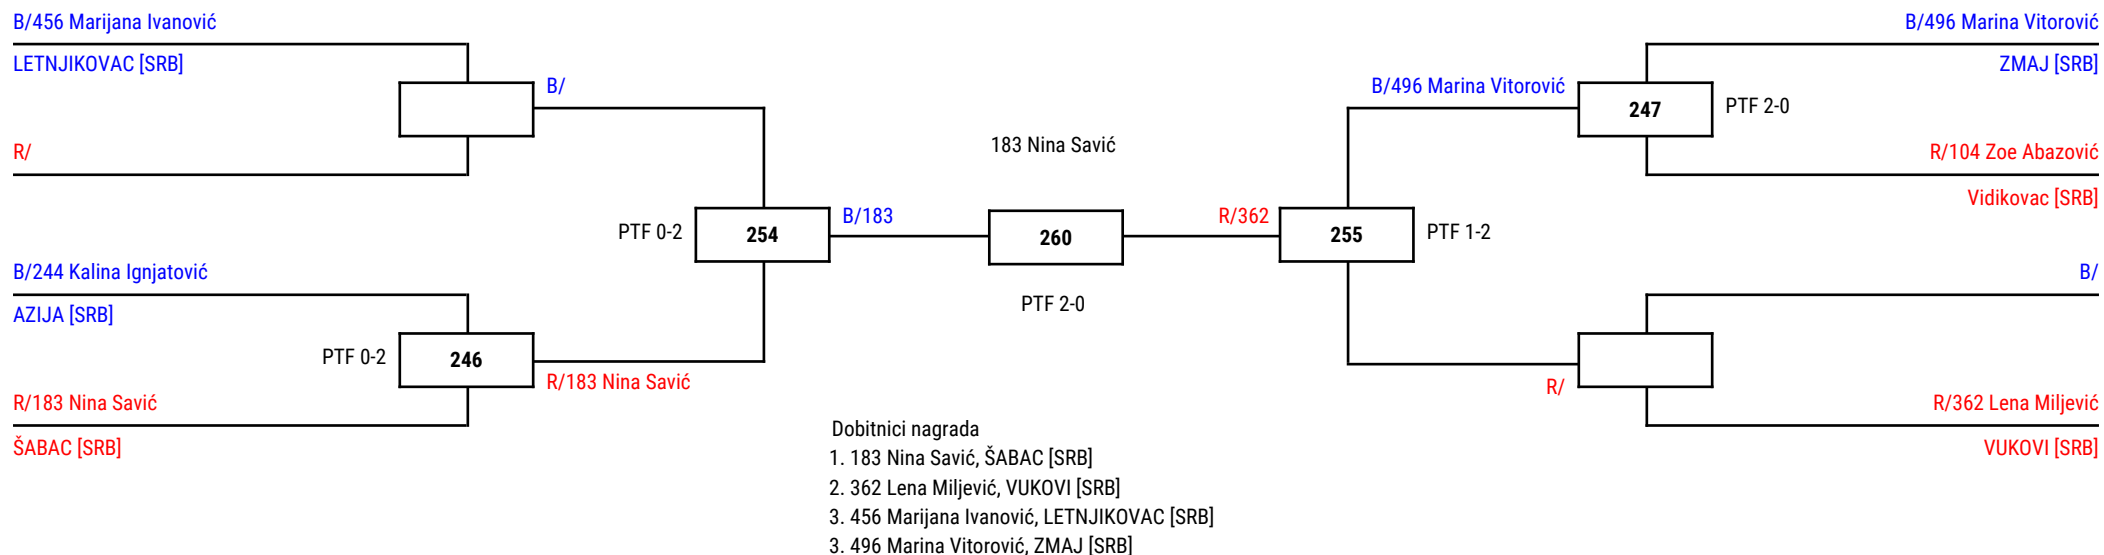 B/456 Marijana Ivanović
LETNJIKOVAC [SRB]
B/
R/
PTF 0-2
254
B/183
B/244 Kalina Ignjatović
AZIJA [SRB]
PTF 0-2
246
R/183 Nina Savić
R/183 Nina Savić
ŠABAC [SRB]
183 Nina Savić
260
PTF 2-0
B/496 Marina Vitorović
ZMAJ [SRB]
B/496 Marina Vitorović
247
PTF 2-0
R/104 Zoe Abazović
Vidikovac [SRB]
R/362
255
PTF 1-2
B/
R/
R/362 Lena Miljević
VUKOVI [SRB]
Dobitnici nagrada
1. 183 Nina Savić, ŠABAC [SRB]
2. 362 Lena Miljević, VUKOVI [SRB]
3. 456 Marijana Ivanović, LETNJIKOVAC [SRB]
3. 496 Marina Vitorović, ZMAJ [SRB]